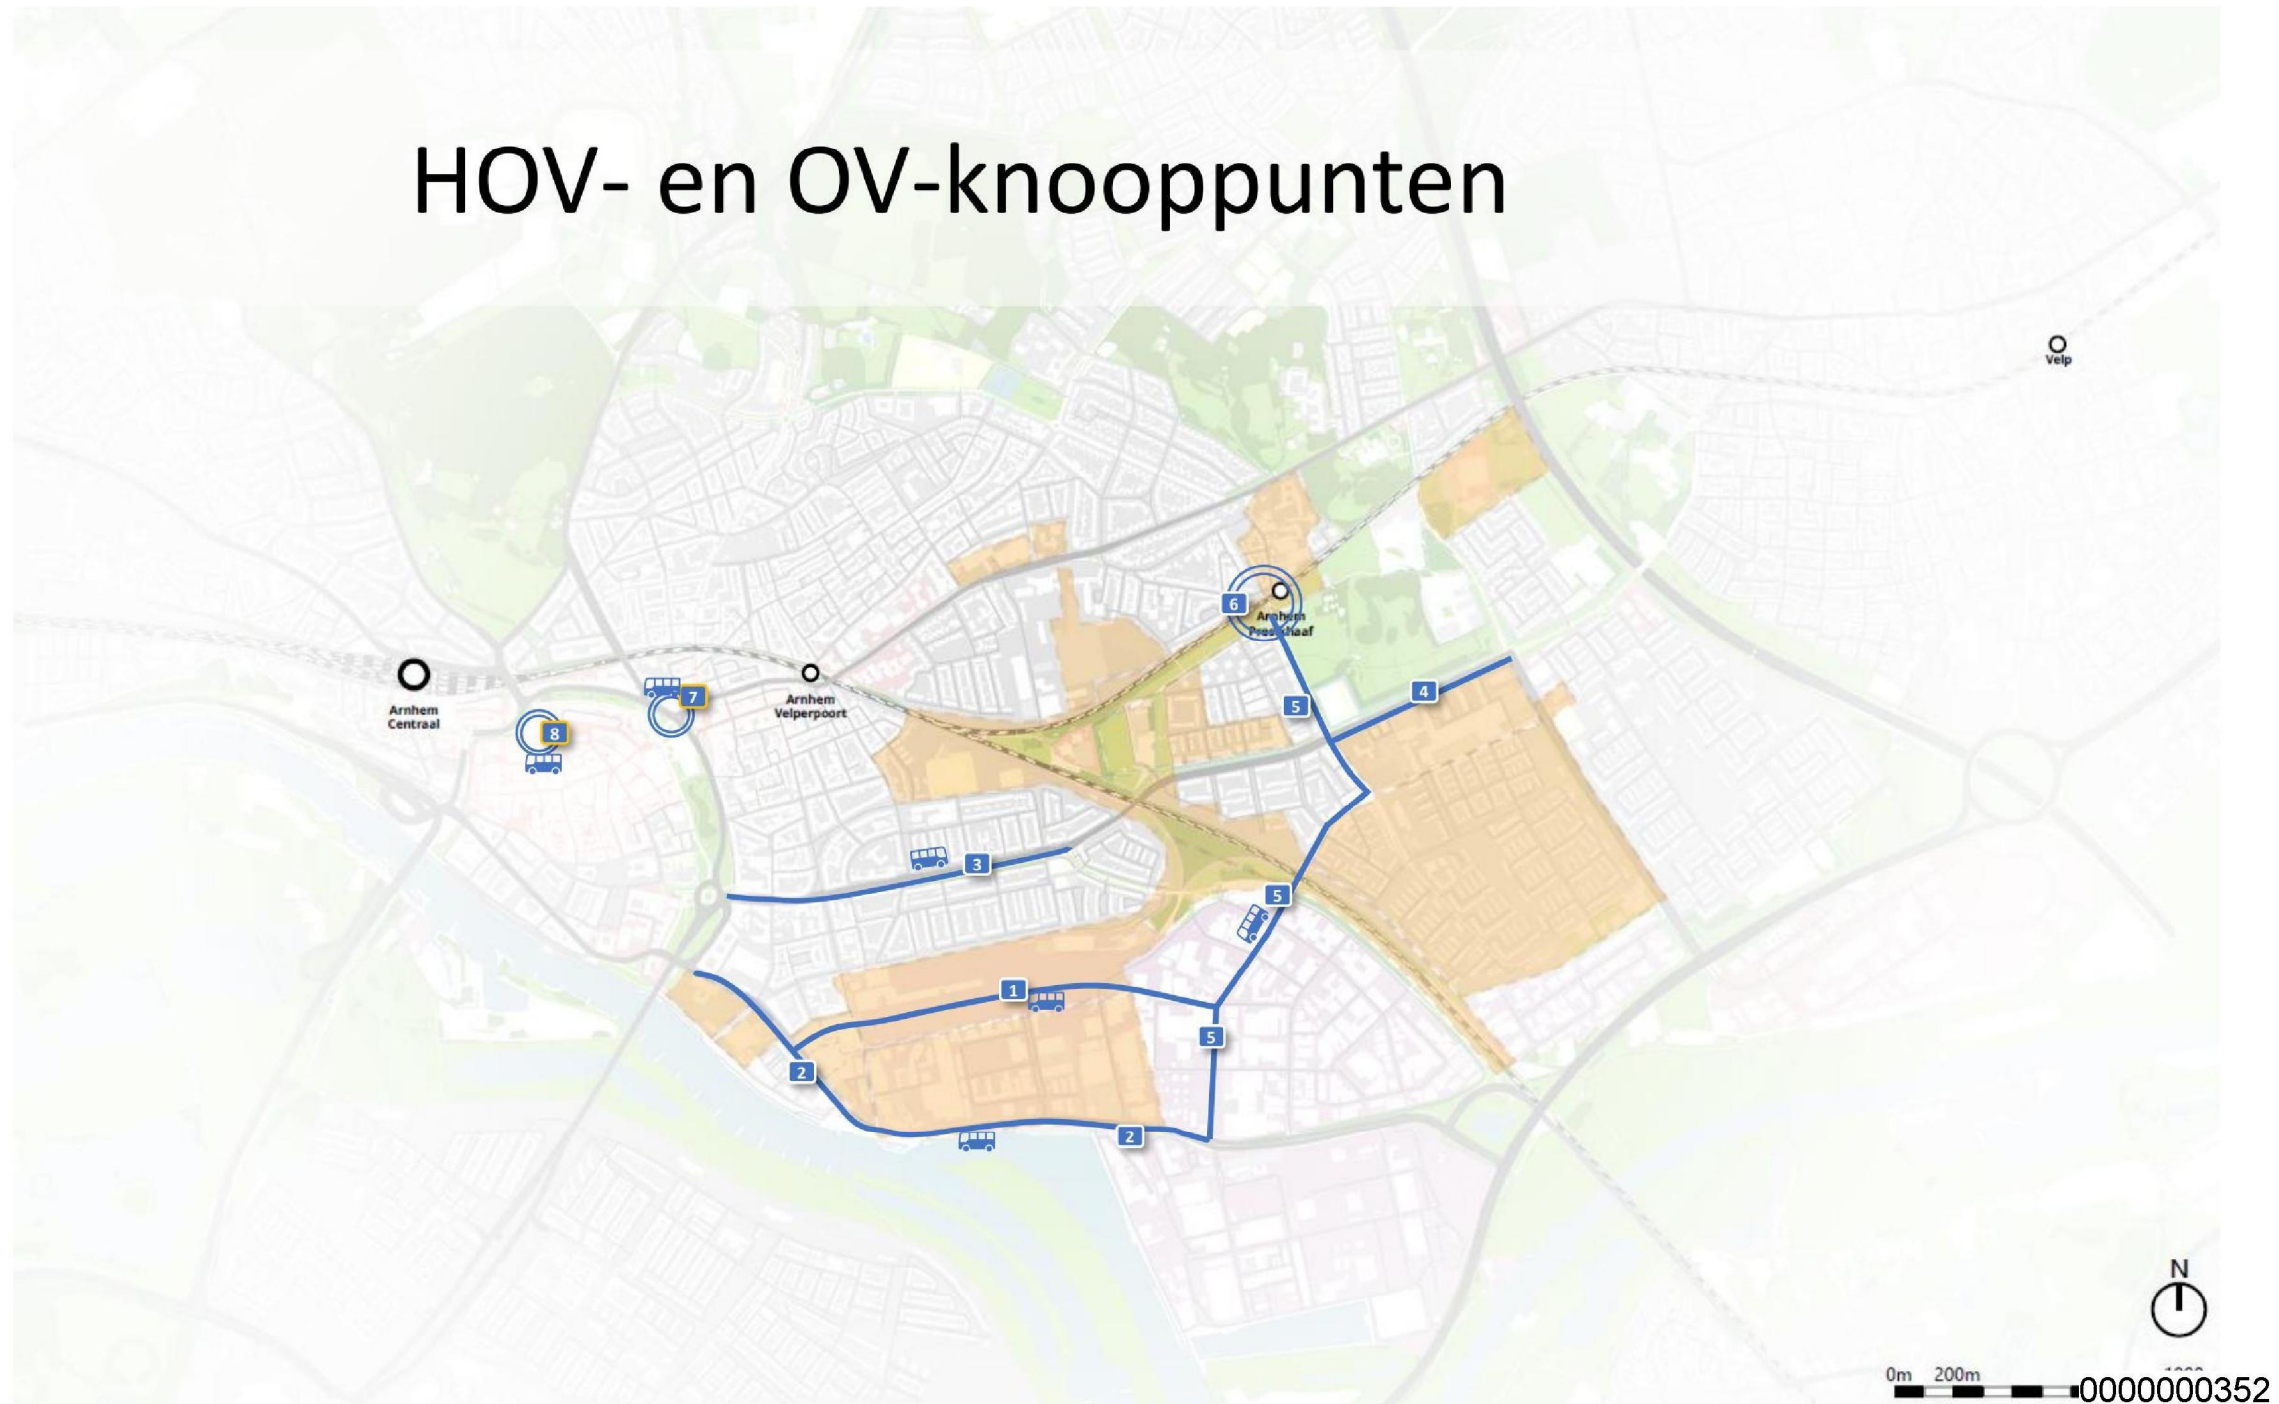 HOV- en OV-knooppunten
Velp
6
Arnhem
Presikhaaf
Arnhem
Centraal
7
8
Arnhem
Velperpoort
5
4
3
5
1
5
2
2
N
0m 200m
0000000352